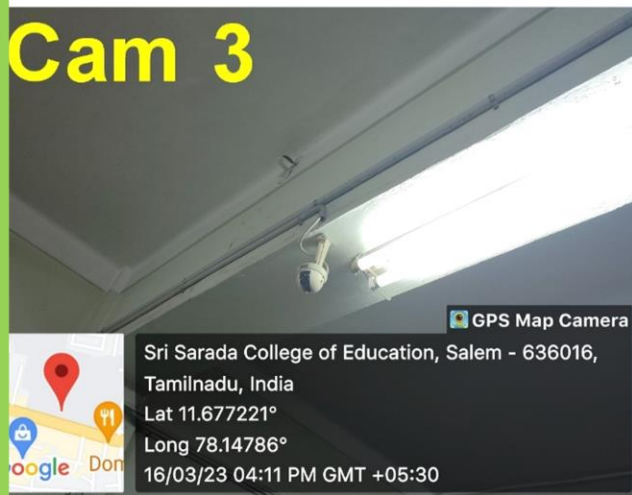 Cam 3
GPS Map Camera
Sri Sarada College of Education, Salem - 636016,
Tamilnadu, India
Lat 11.677221°
Long 78.14786°
16/03/23 04:11 PM GMT +05:30
oogle
Dom